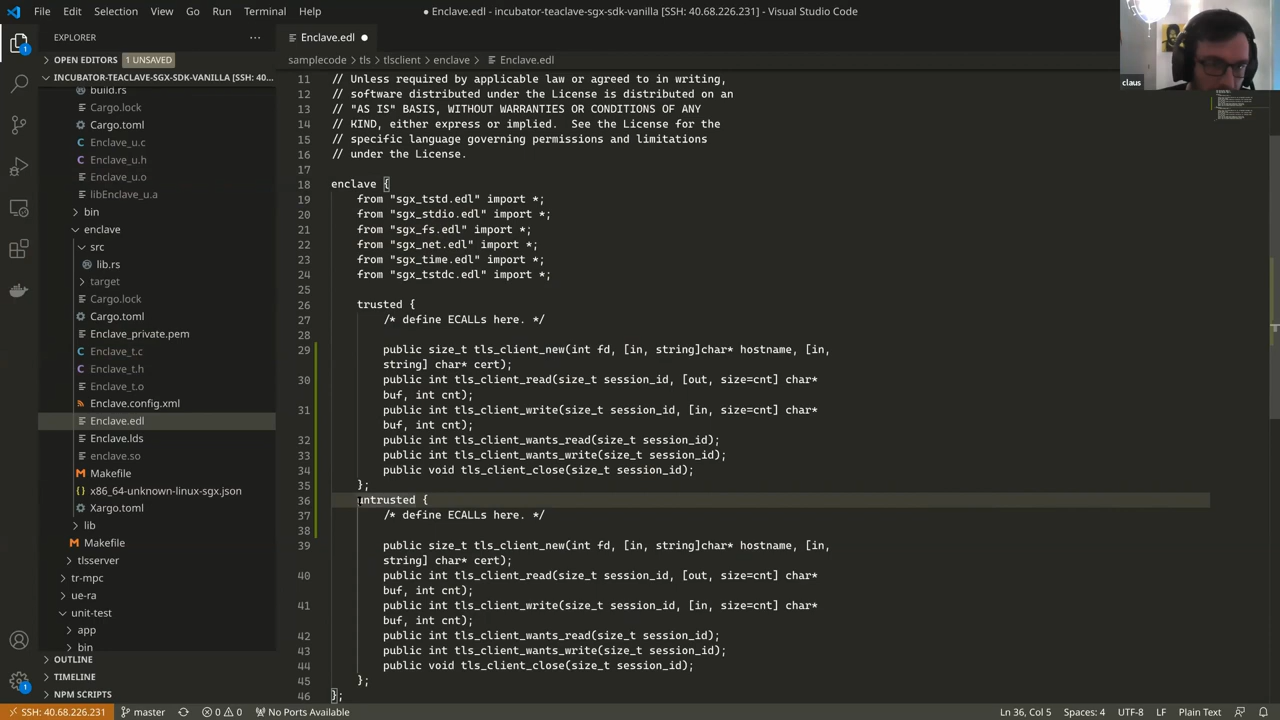 File Edit Selection View Go Run Terminal Help
● Enclave.edl - incubator-teaclave-sgx-sdk-vanilla [SSH: 40.68.226.231] - Visual Studio Code
claus
EXPLORER
OPEN EDITORS 1 UNSAVED
INCUBATOR-TEACLAVE-SGX-SDK-VANILLA [SSH: 40....
build.rs
Cargo.lock
Cargo.toml
Enclave_u.c
Enclave_u.h
Enclave_u.o
libEnclave_u.a
bin
enclave
src
lib.rs
target
Cargo.lock
Cargo.toml
Enclave_private.pem
Enclave_t.c
Enclave_t.h
Enclave_t.o
Enclave.config.xml
Enclave.edl
Enclave.lds
enclave.so
Makefile
x86_64-unknown-linux-sgx.json
Xargo.toml
lib
Makefile
tlsserver
tr-mpc
ue-ra
unit-test
app
bin
OUTLINE
TIMELINE
NPM SCRIPTS
1
1
Enclave.edl
samplecode > tls > tlsclient > enclave > Enclave.edl
11 // Unless required by applicable law or agreed to in writing,
12 // software distributed under the License is distributed on an
13 // "AS IS" BASIS, WITHOUT WARRANTIES OR CONDITIONS OF ANY
14 // KIND, either express or implied.  See the License for the
15 // specific language governing permissions and limitations
16 // under the License.
17
18 enclave {
19 from "sgx_tstd.edl" import *;
20 from "sgx_stdio.edl" import *;
21 from "sgx_fs.edl" import *;
22 from "sgx_net.edl" import *;
23 from "sgx_time.edl" import *;
24 from "sgx_tstdc.edl" import *;
25
26 trusted {
27 /* define ECALLs here. */
28
29 public size_t tls_client_new(int fd, [in, string]char* hostname, [in,
string] char* cert);
30 public int tls_client_read(size_t session_id, [out, size=cnt] char*
buf, int cnt);
31 public int tls_client_write(size_t session_id, [in, size=cnt] char*
buf, int cnt);
32 public int tls_client_wants_read(size_t session_id);
33 public int tls_client_wants_write(size_t session_id);
34 public void tls_client_close(size_t session_id);
35 };
36 untrusted {
37 /* define ECALLs here. */
38
39 public size_t tls_client_new(int fd, [in, string]char* hostname, [in,
string] char* cert);
40 public int tls_client_read(size_t session_id, [out, size=cnt] char*
buf, int cnt);
41 public int tls_client_write(size_t session_id, [in, size=cnt] char*
buf, int cnt);
42 public int tls_client_wants_read(size_t session_id);
43 public int tls_client_wants_write(size_t session_id);
44 public void tls_client_close(size_t session_id);
45 };
46 };
SSH: 40.68.226.231 master 0 0 No Ports Available Ln 36, Col 5 Spaces: 4 UTF-8 LF Plain Text